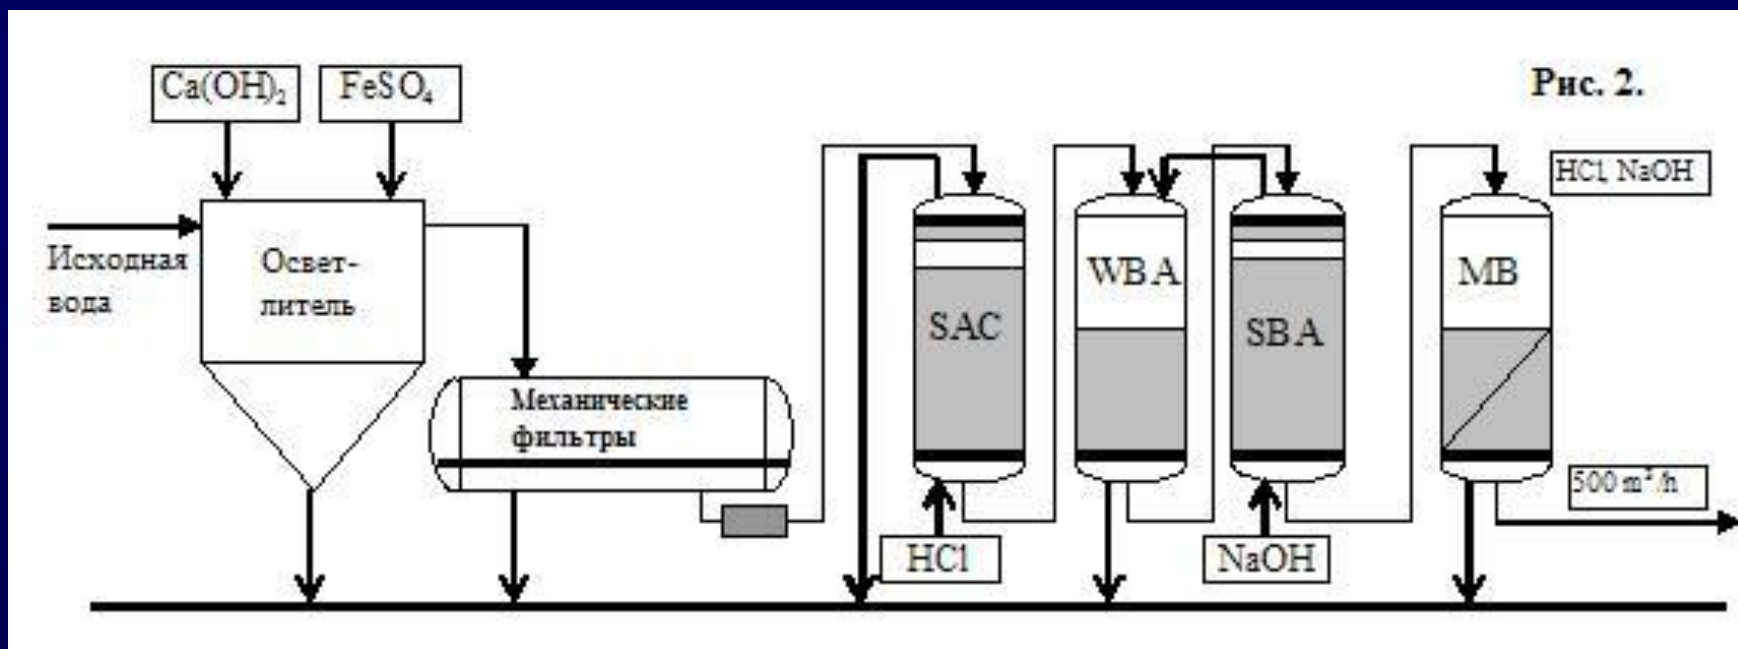 Ca(OH)₂
FeSO₄
Рис. 2.
HCl, NaOH
Исходная
вода
Освет-
литель
Механические
фильтры
SAC
WBA
SBA
MB
500 m³/h
HCl
NaOH